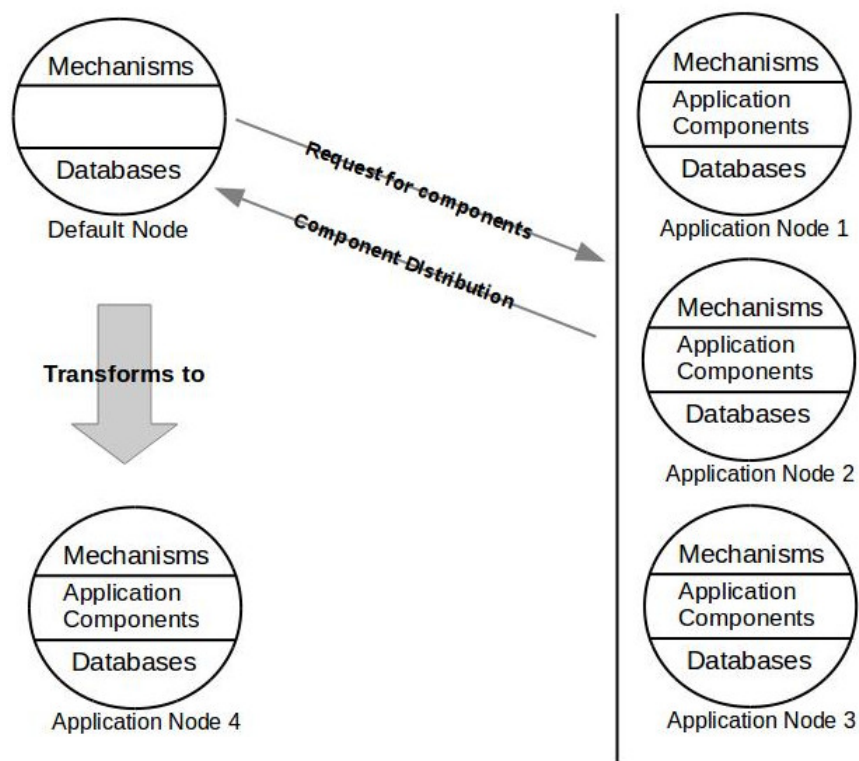 Mechanisms
Databases
Default Node
Request for components
Component Distribution
Transforms to
Mechanisms
Application
Components
Databases
Application Node 4
Mechanisms
Application
Components
Databases
Application Node 1
Mechanisms
Application
Components
Databases
Application Node 2
Mechanisms
Application
Components
Databases
Application Node 3